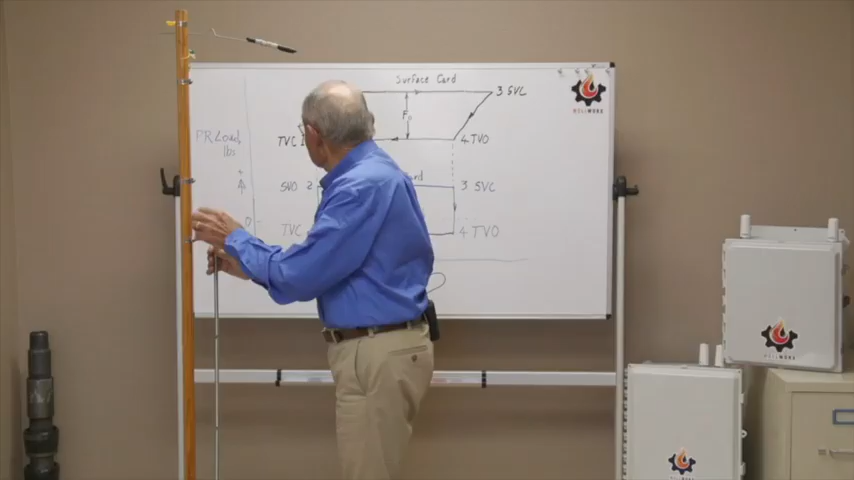 Surface Card
3. SVC
F
TVC 1
4. TVO
PR Load,
lbs
+
SVO 2
rd
3. SVC
0
TVC
4 TVO
WELLWORX
WELLWORX